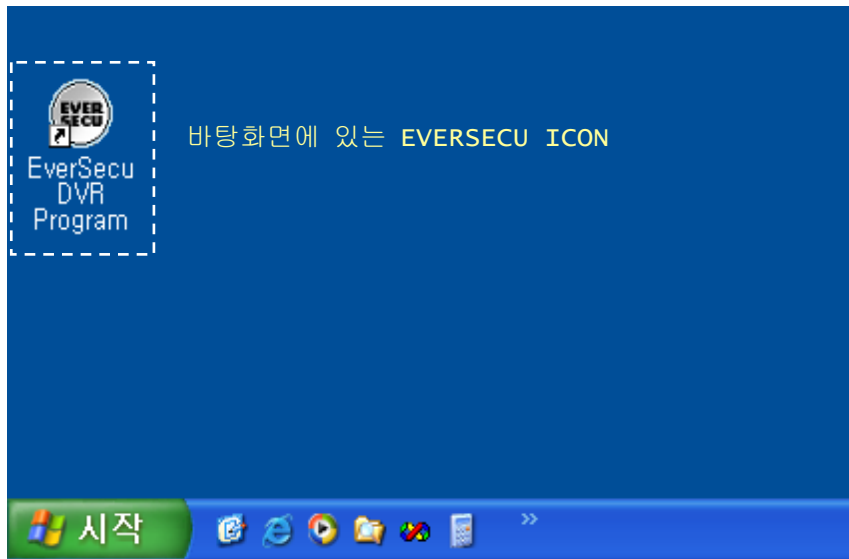 EVER
SECU
EverSecu
DVR
Program
바탕화면에 있는 EVERSECU ICON
시작